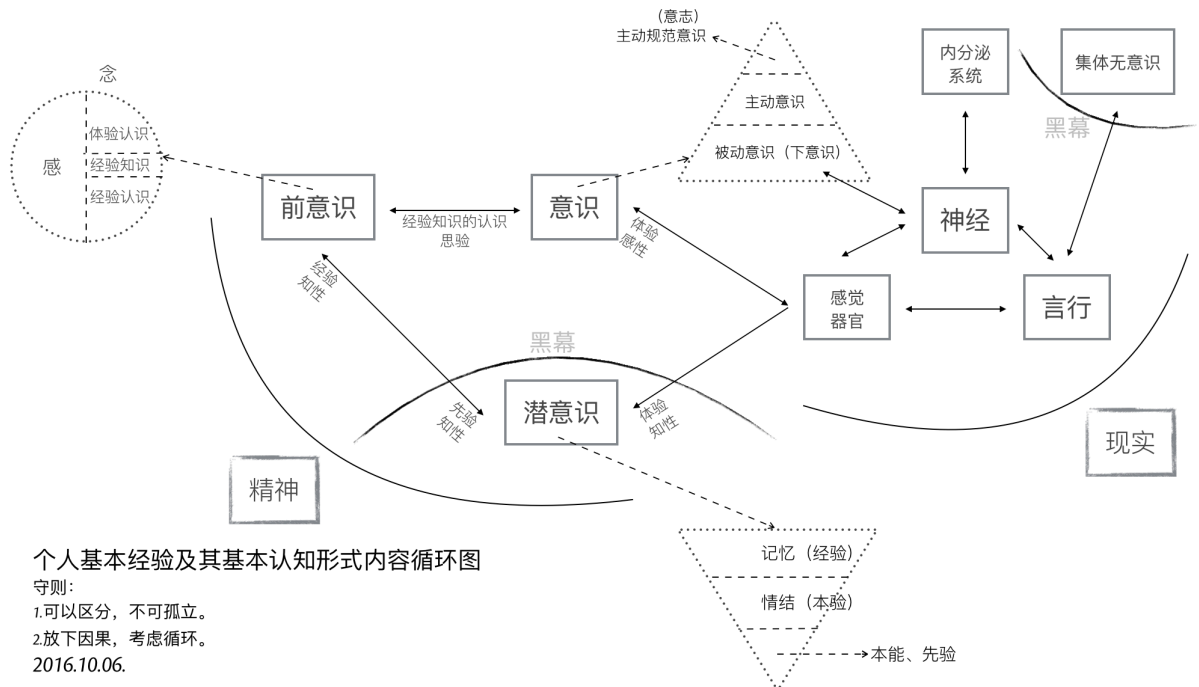 (意志)
主动规范意识
内分泌
系统
集体无意识
黑幕
念
感
体验认识
经验知识
经验认识
主动意识
被动意识（下意识）
前意识
经验知识的认识
思验
意识
体验
感性
神经
感觉
器官
言行
经验
知性
黑幕
先验
知性
潜意识
体验
知性
现实
精神
记忆（经验）
情结（本验）
本能、先验
个人基本经验及其基本认知形式内容循环图
守则：
1.可以区分，不可孤立。
2.放下因果，考虑循环。
2016.10.06.